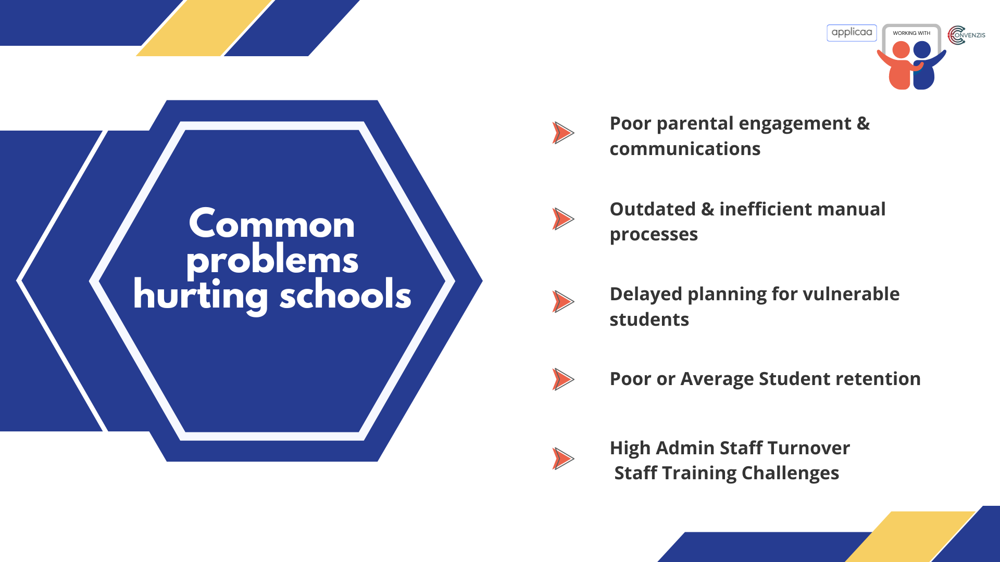 applicaa
WORKING WITH
CONVENZIS
Common
problems
hurting schools
Poor parental engagement &
communications
Outdated & inefficient manual
processes
Delayed planning for vulnerable
students
Poor or Average Student retention
High Admin Staff Turnover
Staff Training Challenges